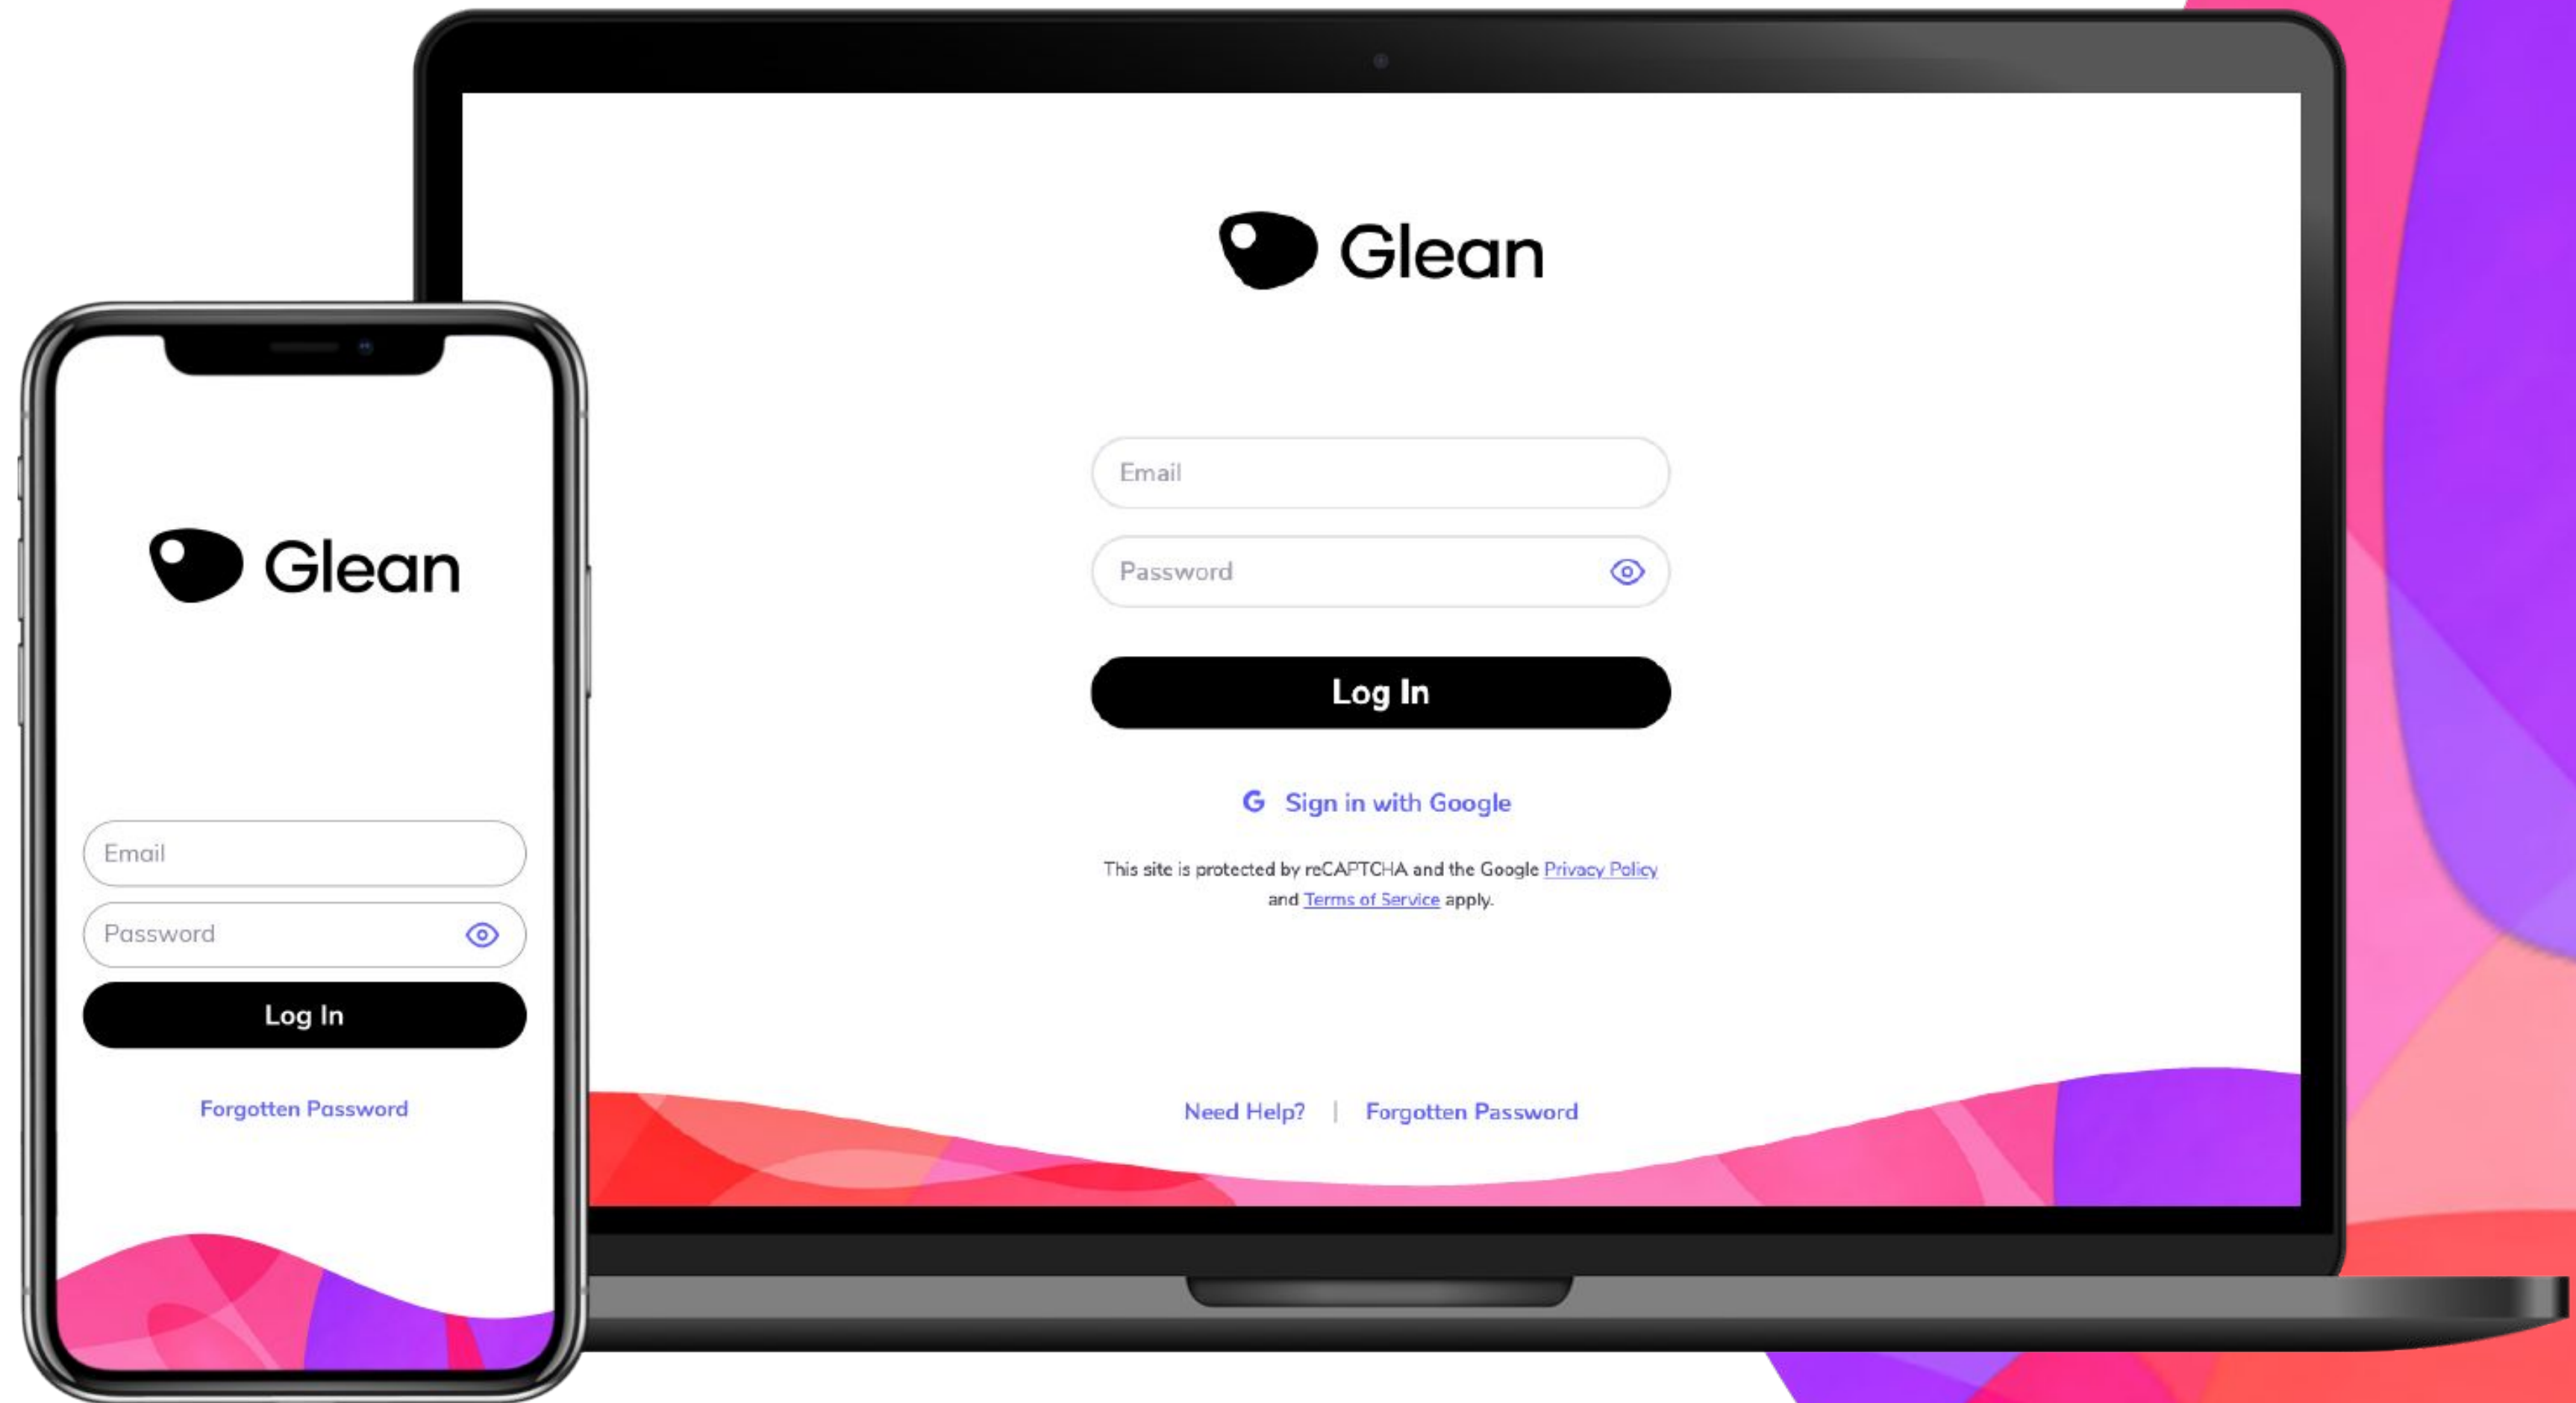 Glean
Email
Password
Log In
G Sign in with Google
This site is protected by reCAPTCHA and the Google Privacy Policy
and Terms of Service apply.
Need Help? | Forgotten Password
Glean
Email
Password
Log In
Forgotten Password